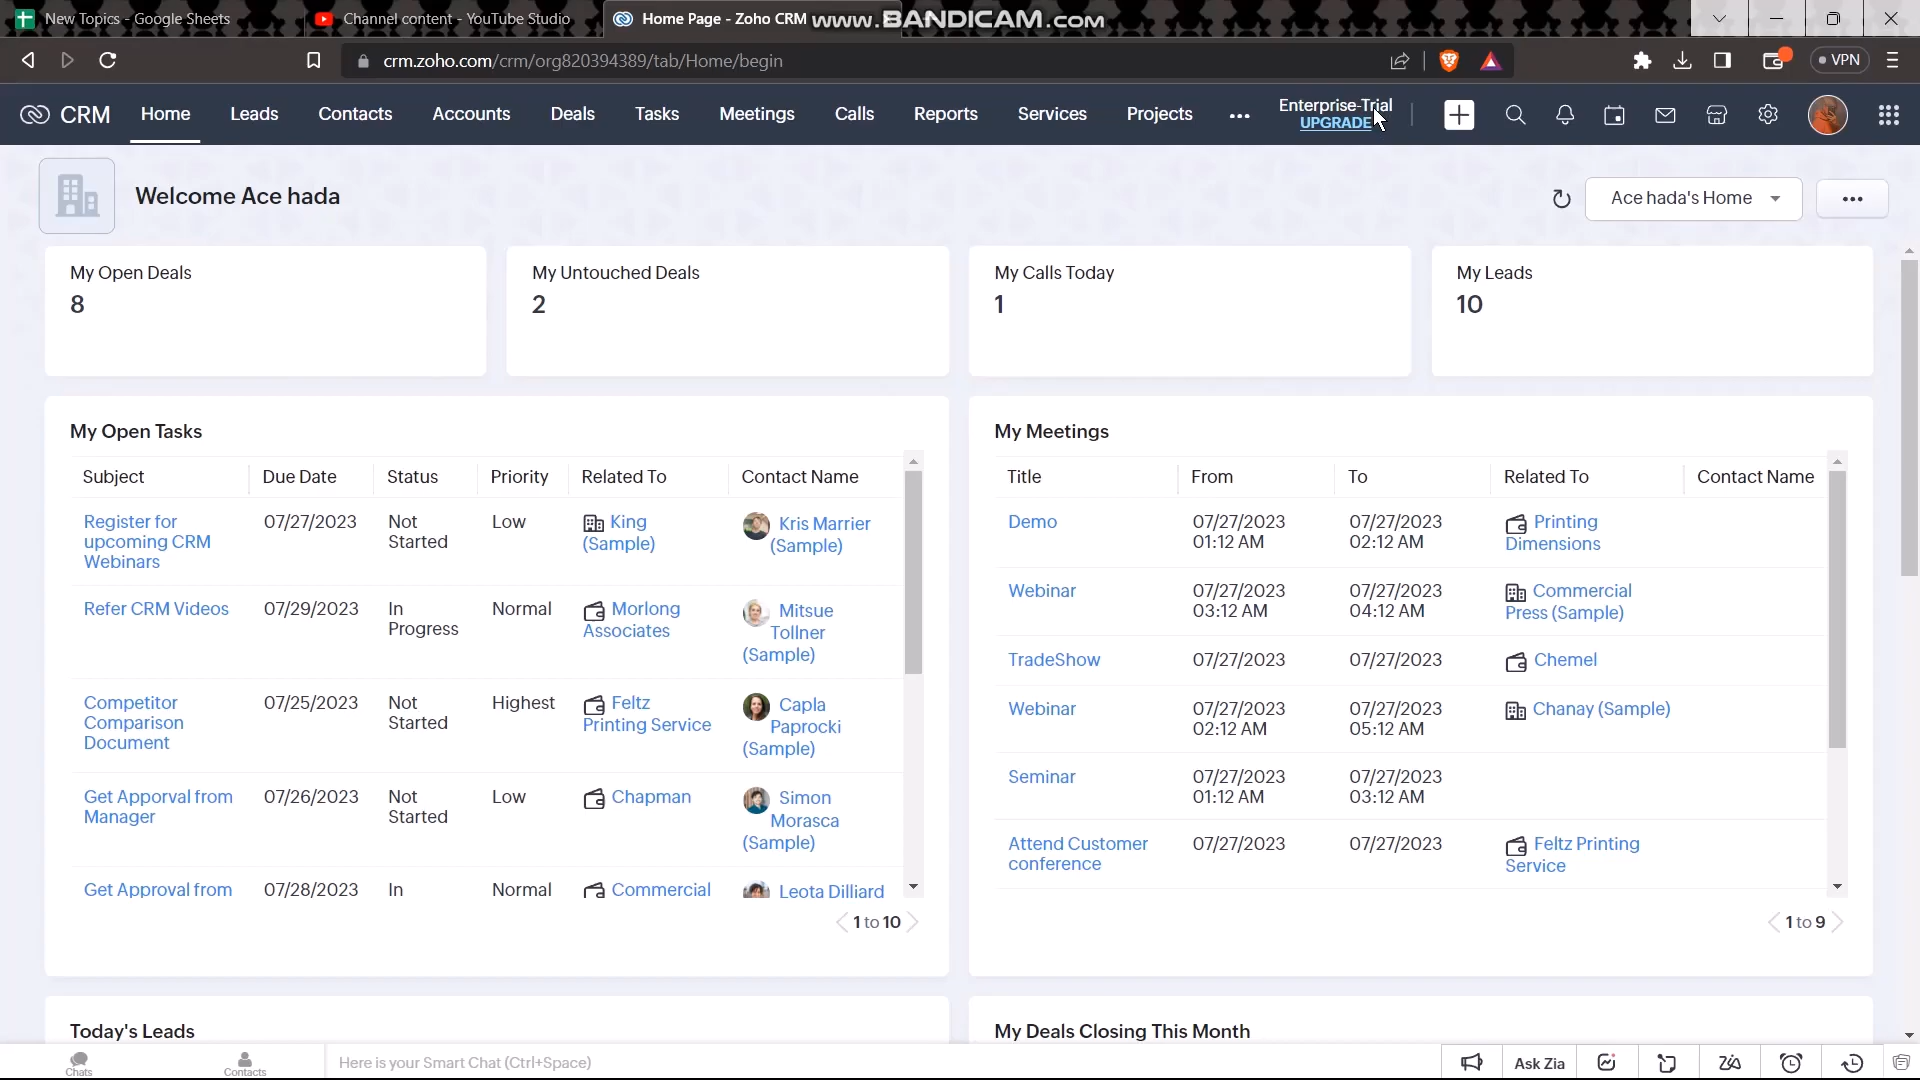 New Topics - Google Sheets
Channel content - YouTube Studio
Home Page - Zoho CRM
www.BANDICAM.com
crm.zoho.com/crm/org820394389/tab/Home/begin
VPN
CRM
Home
Leads
Contacts
Accounts
Deals
Tasks
Meetings
Calls
Reports
Services
Projects
Enterprise-Trial
UPGRADE
Welcome Ace hada
Ace hada's Home
My Open Deals
8
My Untouched Deals
2
My Calls Today
1
My Leads
10
My Open Tasks
Subject Due Date Status Priority Related To Contact Name
Register for 07/27/2023 Not Low King Kris Marrier
upcoming CRM Started (Sample) (Sample)
Webinars
Refer CRM Videos 07/29/2023 In Normal Morlong Mitsue
Progress Associates Tollner
(Sample)
Competitor 07/25/2023 Not Highest Feltz Capla
Comparison Started Printing Service Paprocki
Document (Sample)
Get Apporval from 07/26/2023 Not Low Chapman Simon
Manager Started Morasca
(Sample)
Get Approval from 07/28/2023 In Normal Commercial Leota Dilliard
1 to 10
My Meetings
Title From To Related To Contact Name
Demo 07/27/2023 07/27/2023 Printing
01:12 AM 02:12 AM Dimensions
Webinar 07/27/2023 07/27/2023 Commercial
03:12 AM 04:12 AM Press (Sample)
TradeShow 07/27/2023 07/27/2023 Chemel
Webinar 07/27/2023 07/27/2023 Chanay (Sample)
02:12 AM 05:12 AM
Seminar 07/27/2023 07/27/2023
01:12 AM 03:12 AM
Attend Customer 07/27/2023 07/27/2023 Feltz Printing
conference Service
1 to 9
Today's Leads
My Deals Closing This Month
Chats
Contacts
Here is your Smart Chat (Ctrl+Space)
Ask Zia